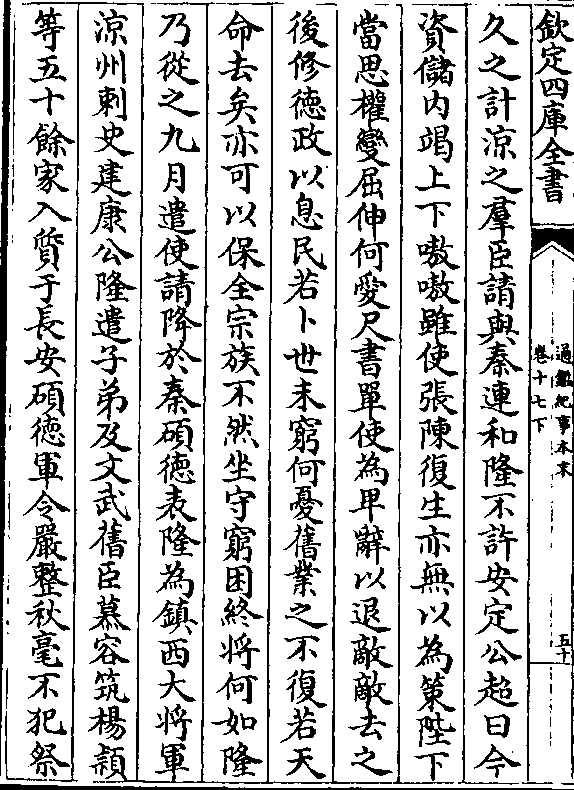 欽定四庫全書
通鑑紀事本末
卷十七下
五十
久之計涼之羣臣請與秦連和隆不許安定公超曰今
資儲内竭上下嗷嗷雖使張陳復生亦無以為策陛下
當思權變屈伸何愛尺書單使為卑辭以退敵敵去之
後修徳政以息民若卜世未窮何憂舊業之不復若天
命去矣亦可以保全宗族不然坐守窮困終將何如隆
乃從之九月遣使請降於秦碩徳表隆為鎮西大将軍
涼州刺史建康公隆遣子弟及文武舊臣慕容筑楊頴
等五十餘家入質于長安碩徳軍令嚴整秋毫不犯祭